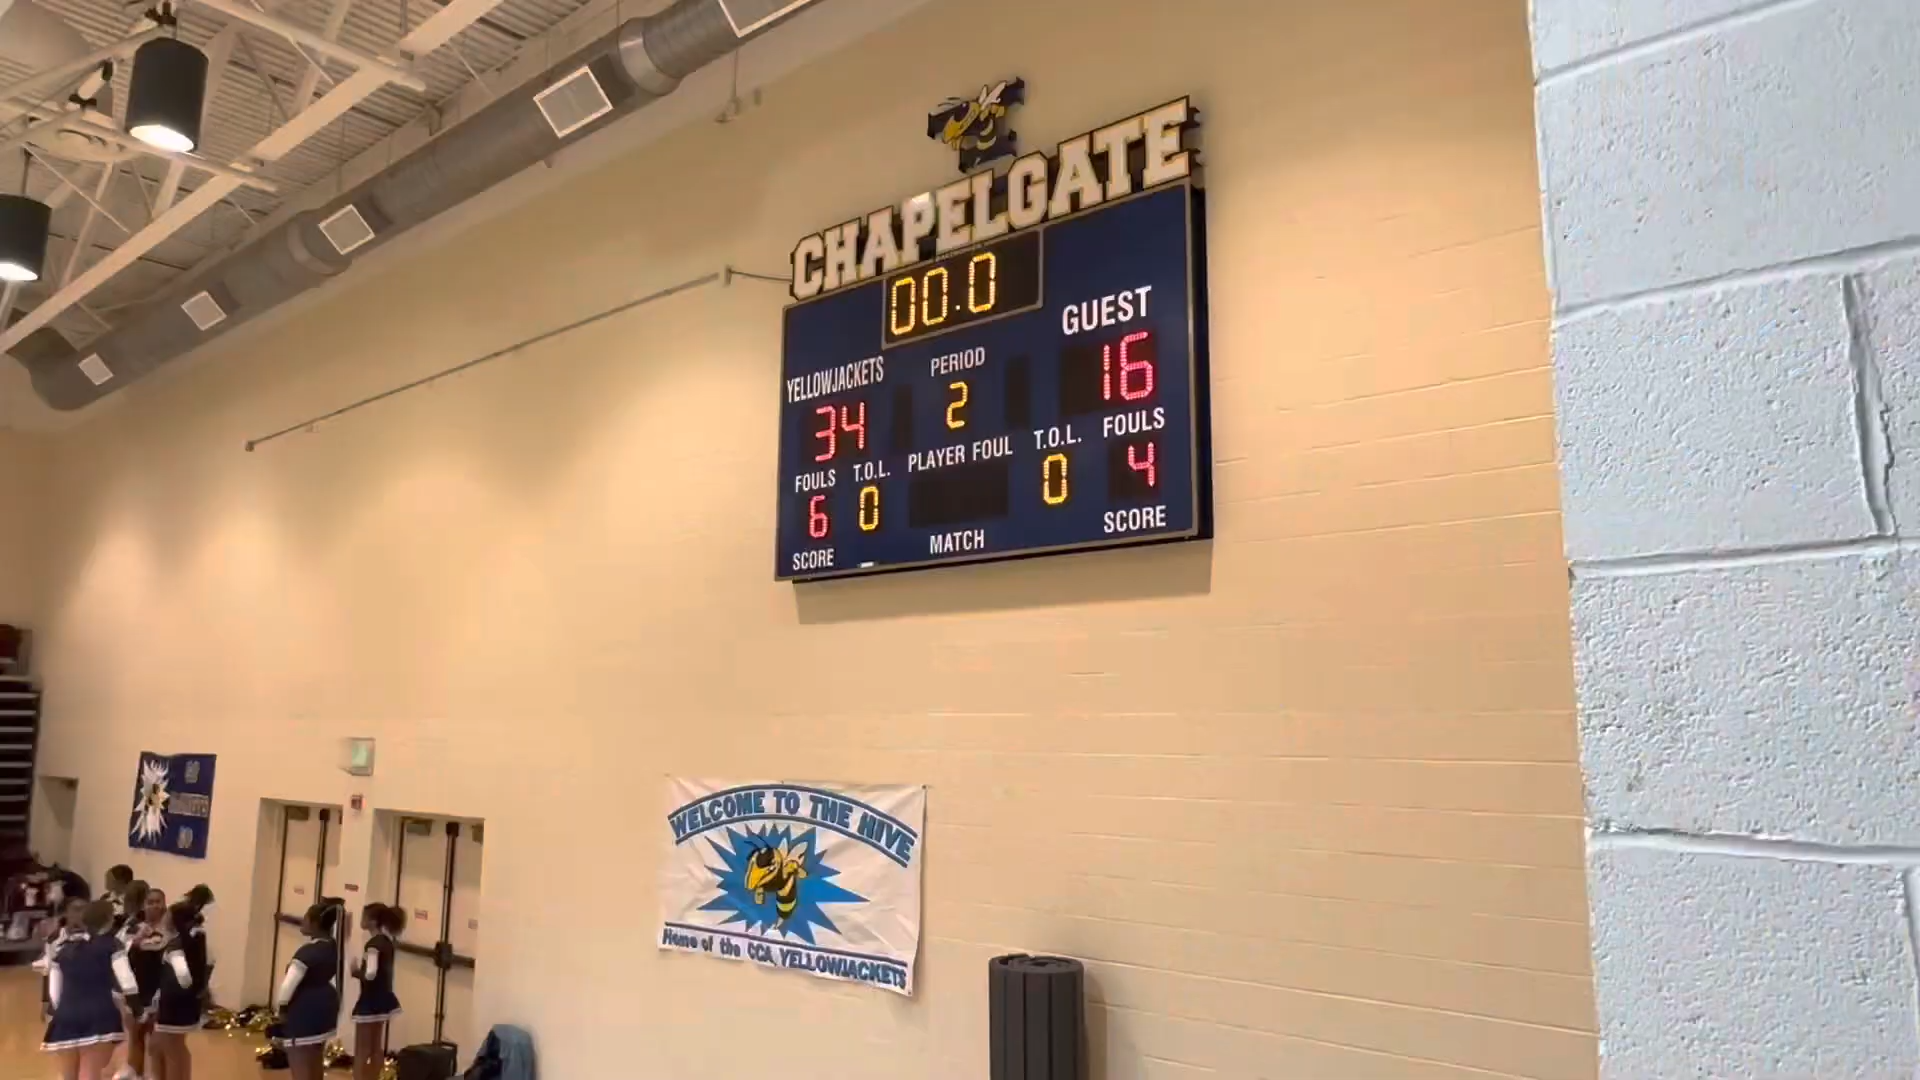 CHAPELGATE
00.0
GUEST
YELLOWJACKETS PERIOD 16
34 2 FOULS
FOULS T.O.L. PLAYER FOUL T.O.L. 4
6 0 0
SCORE MATCH SCORE
WELCOME TO THE HIVE
Home of the CCA YELLOWJACKETS